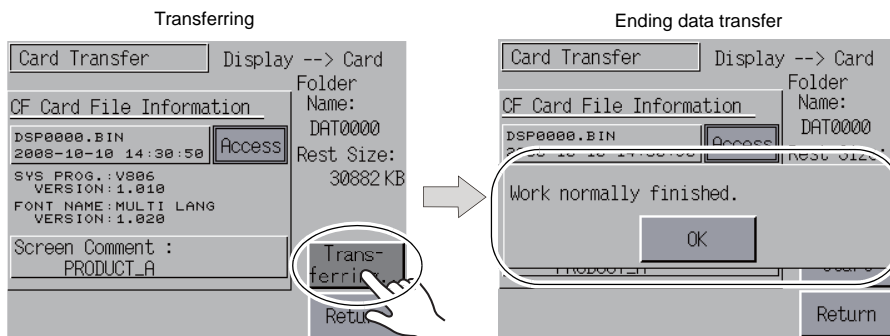 Transferring
Card Transfer
Display --> Card
Folder
Name:
DAT0000
CF Card File Information
DSP0000.BIN
2008-10-10 14:30:50
Access
Rest Size:
30882 KB
SYS PROG.:V806
VERSION:1.010
FONT NAME:MULTI LANG
VERSION:1.020
Screen Comment :
PRODUCT_A
Trans-
Ending data transfer
Card Transfer
Display --> Card
Folder
Name:
DAT0000
CF Card File Information
DSP0000.BIN
Access
Rest Size:
Work normally finished.
OK
PRODUCT_A
Return